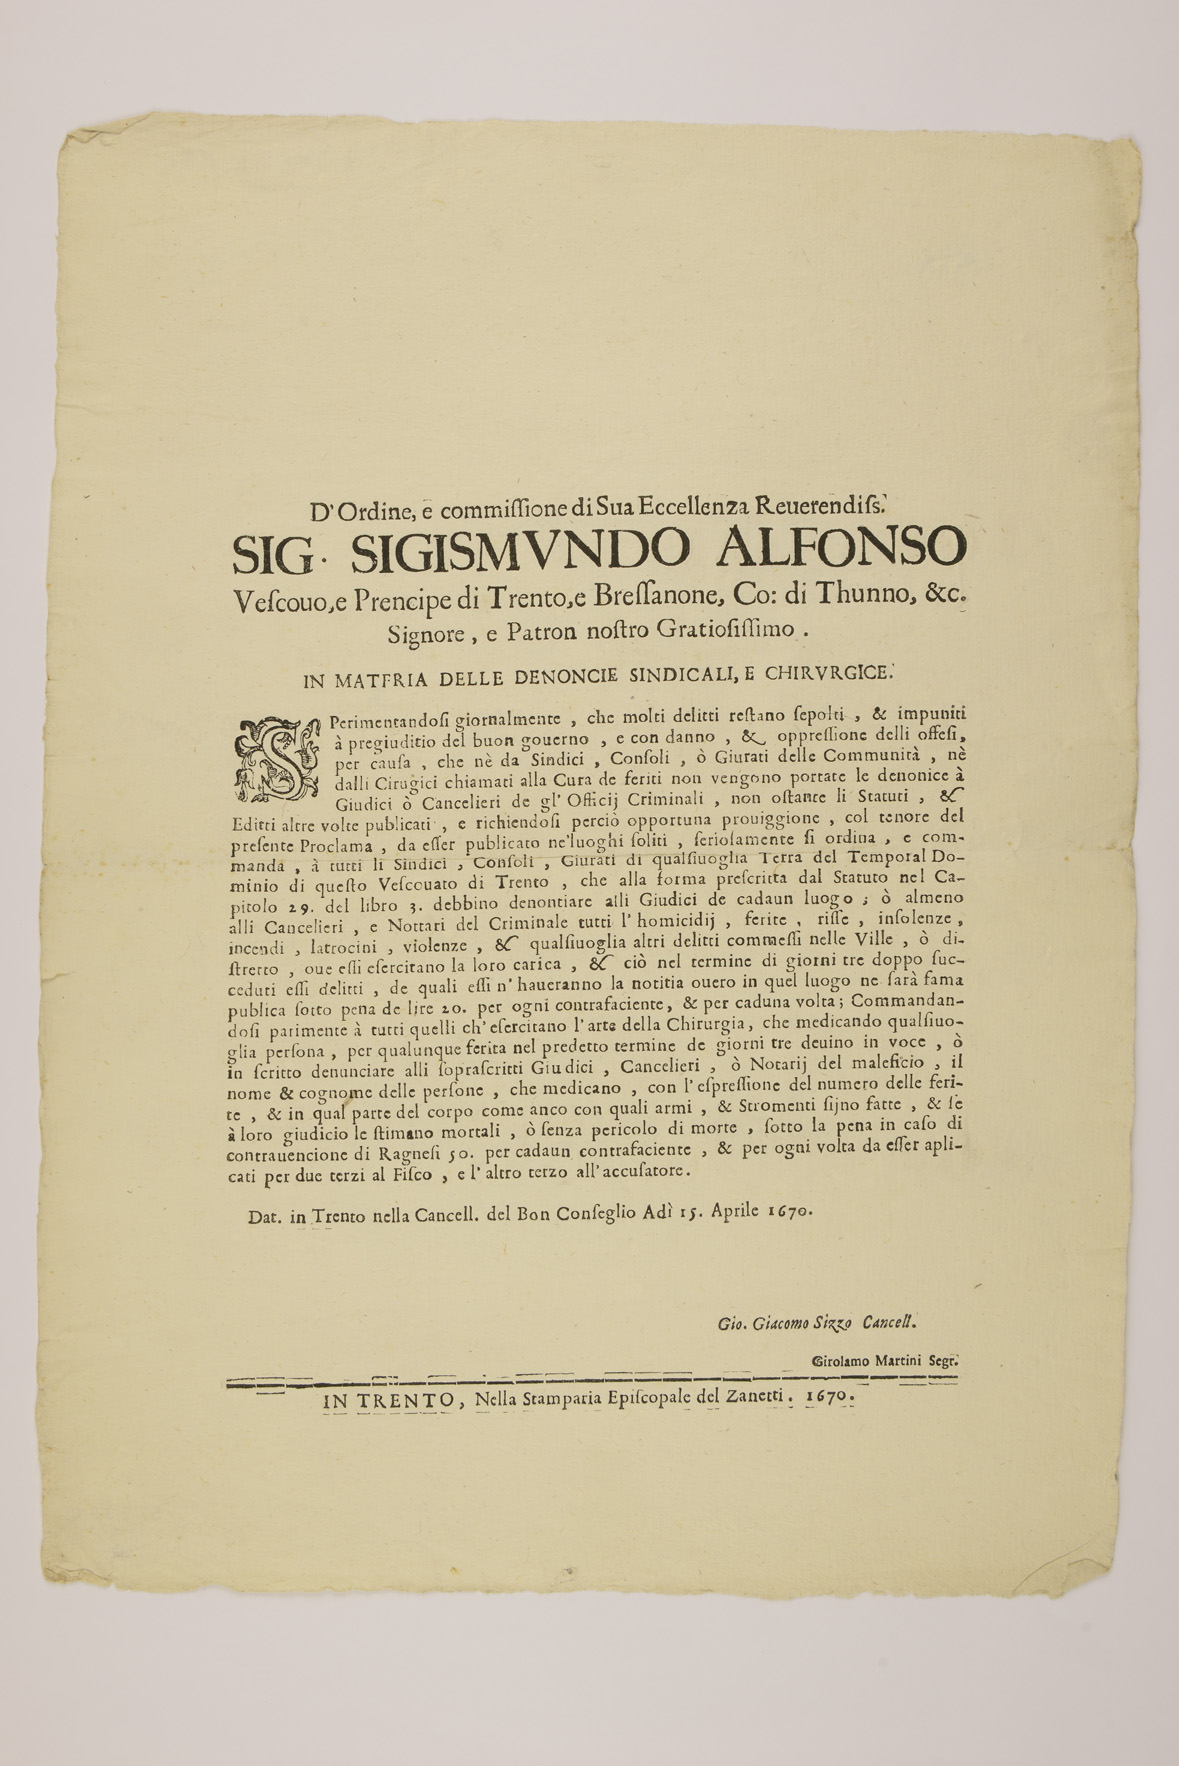 D'Ordine, e commiſſione di Sua Eccellenza Reuerendiſs.
SIG. SIGISMVNDO ALFONSO
Veſcouo, e Prencipe di Trento, e Breſſanone, Co: di Thunno, &c.
Signore, e Patron noſtro Gratioſiſſimo.
IN MATERIA DELLE DENONCIE SINDICALI, E CHIRVRGICE.
SPerimentandoſi giornalmente, che molti delitti reſtano ſepolti, & impuniti
à pregiuditio del buon gouerno, e con danno, & oppreſſione delli offeſi,
per cauſa, che nè da Sindici, Conſoli, ò Giurati delle Communità, nè
dalli Cirugici chiamati alla Cura de feriti non vengono portate le denonice à
Giudici ò Cancelieri de gl' Officij Criminali, non oſtante li Statuti, &
Editti altre volte publicati, e richiendoſi perciò opportuna prouiggione, col tenore del
preſente Proclama, da eſſer publicato ne'luoghi ſoliti, ſerioſamente ſi ordina, e com-
manda, à tutti li Sindici, Conſoli, Giurati di qualſiuoglia Terra del Temporal Do-
minio di queſto Veſcouato di Trento, che alla forma preſcritta dal Statuto nel Ca-
pitolo 29. del libro 3. debbino denontiare alli Giudici de cadaun luogo; ò almeno
alli Cancelieri, e Nottari del Criminale tutti l'homicidij, ferite, riſſe, inſolenze,
incendi, latrocini, violenze, & qualſiuoglia altri delitti commeſſi nelle Ville, ò di-
ſtretto, oue eſſi eſercitano la loro carica, & ciò nel termine di giorni tre doppo ſuc-
ceduti eſſi delitti, de quali eſſi n'haueranno la notitia ouero in quel luogo ne ſarà fama
publica ſotto pena de lire 20. per ogni contrafaciente, & per caduna volta; Commandan-
doſi parimente à tutti quelli ch'eſercitano l'arte della Chirurgia, che medicando qualſiuo-
glia perſona, per qualunque ferita nel predetto termine de giorni tre deuino in voce, ò
in ſcritto denunciare alli ſopraſcritti Giudici, Cancelieri, ò Notarij del maleficio, il
nome & cognome delle perſone, che medicano, con l'eſpreſſione del numero delle feri-
te, & in qual parte del corpo come anco con quali armi, & Stromenti ſijno fatte, & ſe
à loro giudicio le ſtimano mortali, ò ſenza pericolo di morte, ſotto la pena in caſo di
contrauencione di Ragneſi 50. per cadaun contrafaciente, & per ogni volta da eſſer apli-
cati per due terzi al Fiſco, e l'altro terzo all'accuſatore.
Dat. in Trento nella Cancell. del Bon Conſeglio Adì 15. Aprile 1670.
Gio. Giacomo Sizzo Cancell.
Girolamo Martini Segr.
IN TRENTO, Nella Stamparia Epiſcopale del Zanetti. 1670.